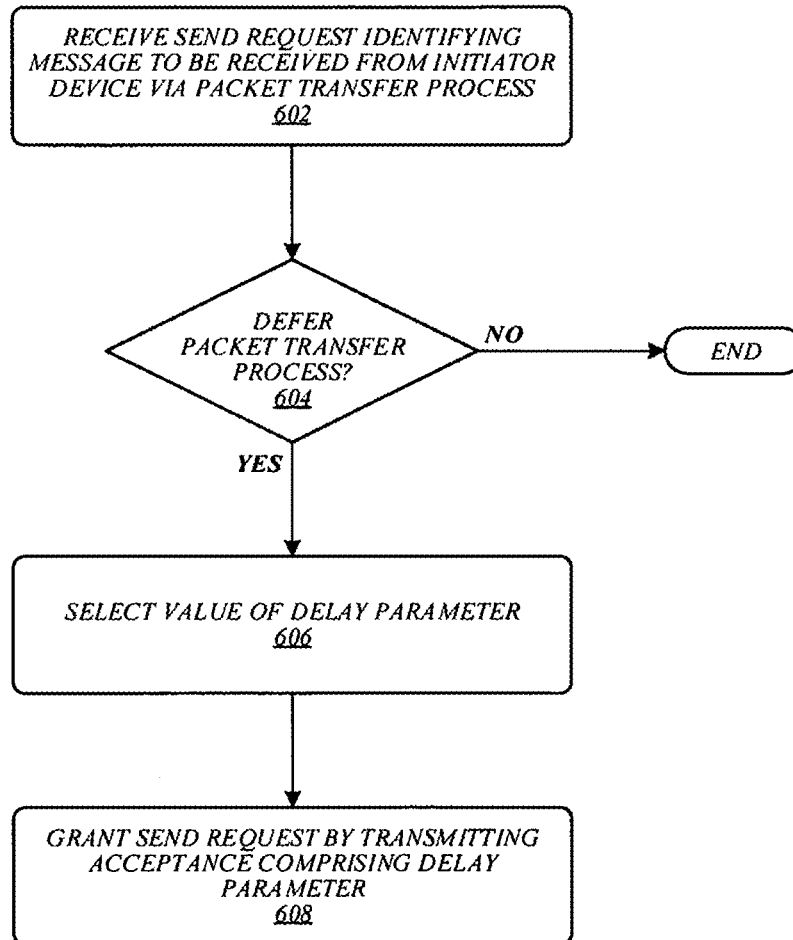 RECEIVE SEND REQUEST IDENTIFYING
MESSAGE TO BE RECEIVED FROM INITIATOR
DEVICE VIA PACKET TRANSFER PROCESS
602
DEFER
PACKET TRANSFER
PROCESS?
604
NO
END
YES
SELECT VALUE OF DELAY PARAMETER
606
GRANT SEND REQUEST BY TRANSMITTING
ACCEPTANCE COMPRISING DELAY
PARAMETER
608